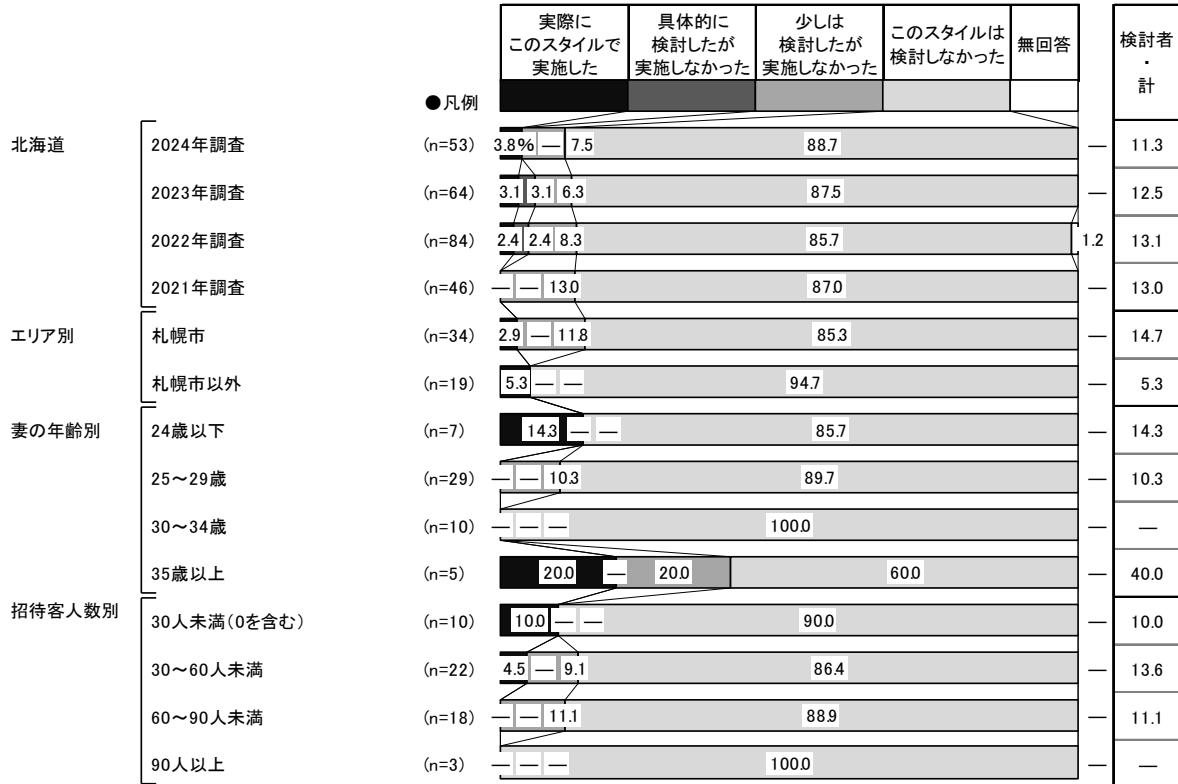 実際に
このスタイルで
実施した
具体的に
検討したが
実施しなかった
少しは
検討したが
実施しなかった
このスタイルは
検討しなかった
無回答
検討者
・
計
●凡例
北海道 2024年調査 (n=53) 3.8% — 7.5 88.7 — 11.3
2023年調査 (n=64) 3.1 3.1 6.3 87.5 — 12.5
2022年調査 (n=84) 2.4 2.4 8.3 85.7 1.2 13.1
2021年調査 (n=46) — — 13.0 87.0 — 13.0
エリア別 札幌市 (n=34) 2.9 — 11.8 85.3 — 14.7
札幌市以外 (n=19) 5.3 — — 94.7 — 5.3
妻の年齢別 24歳以下 (n=7) 14.3 — — 85.7 — 14.3
25～29歳 (n=29) — — 10.3 89.7 — 10.3
30～34歳 (n=10) — — — 100.0 — —
35歳以上 (n=5) 20.0 — 20.0 60.0 — 40.0
招待客人数別 30人未満(0を含む) (n=10) 10.0 — — 90.0 — 10.0
30～60人未満 (n=22) 4.5 — 9.1 86.4 — 13.6
60～90人未満 (n=18) — — 11.1 88.9 — 11.1
90人以上 (n=3) — — — 100.0 — —